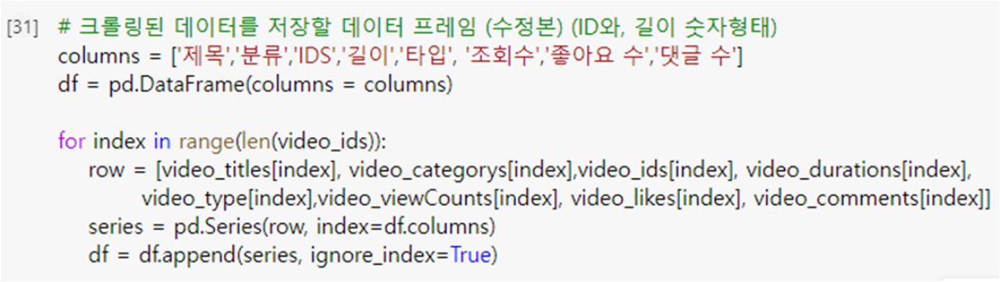 [31] # 크롤링된 데이터를 저장할 데이터 프레임 (수정본) (ID와, 길이 숫자형태)
columns = ['제목','분류','IDS','길이','타입', '조회수','좋아요 수','댓글 수']
df = pd.DataFrame(columns = columns)
for index in range(len(video_ids)):
row = [video_titles[index], video_categorys[index],video_ids[index], video_durations[index],
video_type[index],video_viewCounts[index], video_likes[index], video_comments[index]]
series = pd.Series(row, index=df.columns)
df = df.append(series, ignore_index=True)